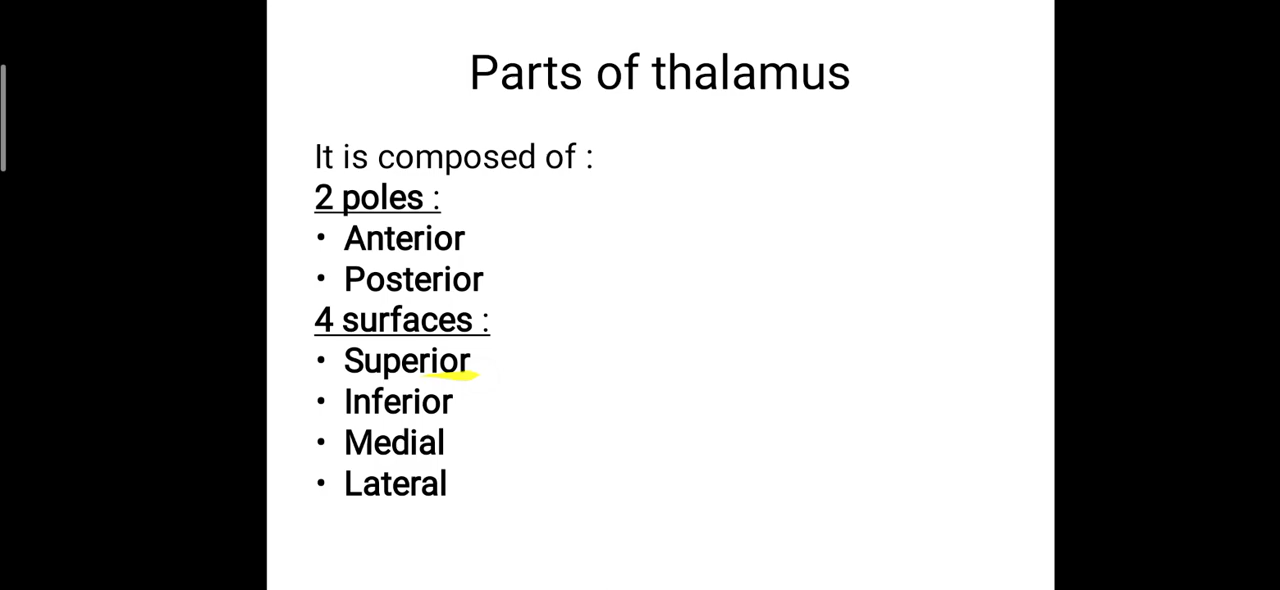 Parts of thalamus
It is composed of :
2 poles :
• Anterior
• Posterior
4 surfaces :
• Superior
• Inferior
• Medial
• Lateral